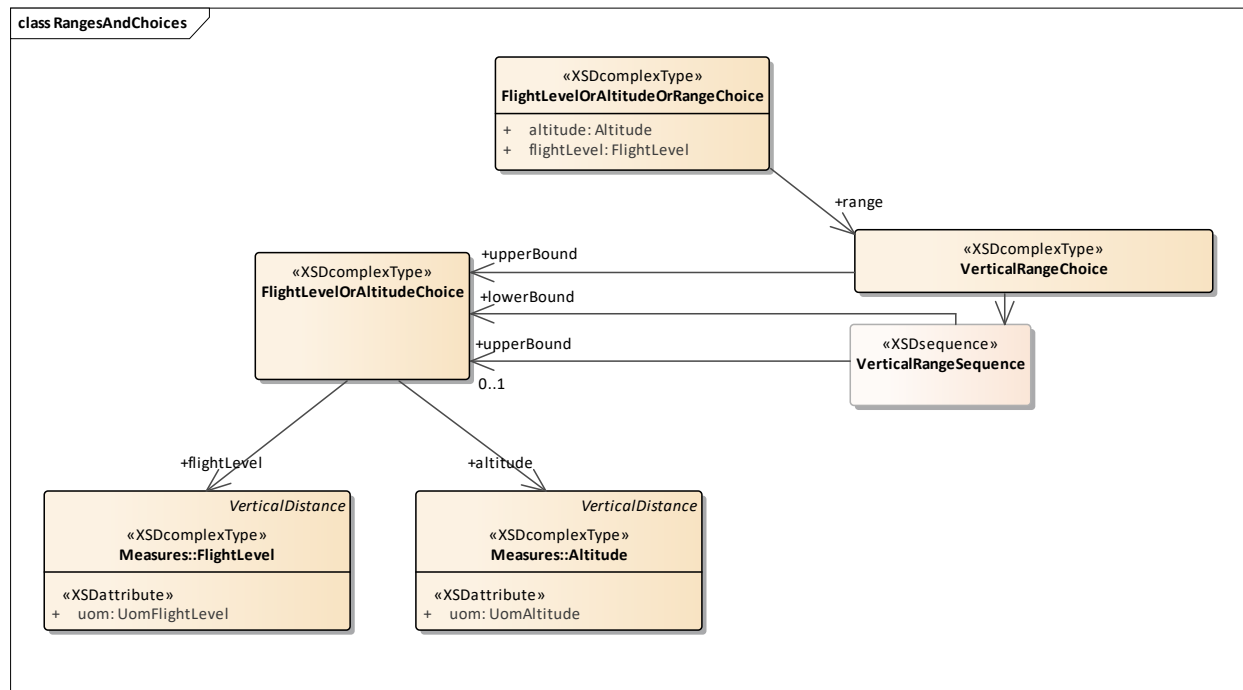 class RangesAndChoices
«XSDcomplexType»
FlightLevelOrAltitudeOrRangeChoice
+ altitude: Altitude
+ flightLevel: FlightLevel
+range
«XSDcomplexType»
VerticalRangeChoice
+upperBound
«XSDcomplexType»
FlightLevelOrAltitudeChoice
+lowerBound
+upperBound
0..1
«XSDsequence»
VerticalRangeSequence
+flightLevel
+altitude
VerticalDistance
«XSDcomplexType»
Measures::FlightLevel
«XSDattribute»
+ uom: UomFlightLevel
VerticalDistance
«XSDcomplexType»
Measures::Altitude
«XSDattribute»
+ uom: UomAltitude